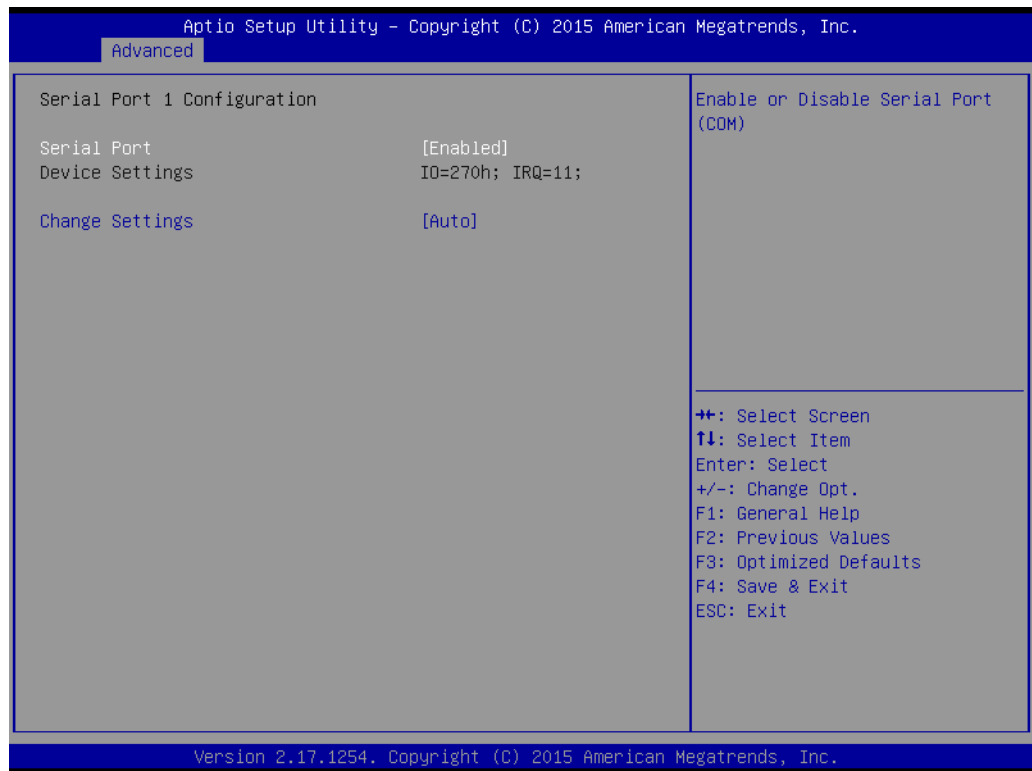 Aptio Setup Utility – Copyright (C) 2015 American Megatrends, Inc.
Advanced
Serial Port 1 Configuration
Serial Port [Enabled]
Device Settings IO=270h; IRQ=11;
Change Settings [Auto]
Enable or Disable Serial Port
(COM)
→←: Select Screen
↑↓: Select Item
Enter: Select
+/-: Change Opt.
F1: General Help
F2: Previous Values
F3: Optimized Defaults
F4: Save & Exit
ESC: Exit
Version 2.17.1254. Copyright (C) 2015 American Megatrends, Inc.